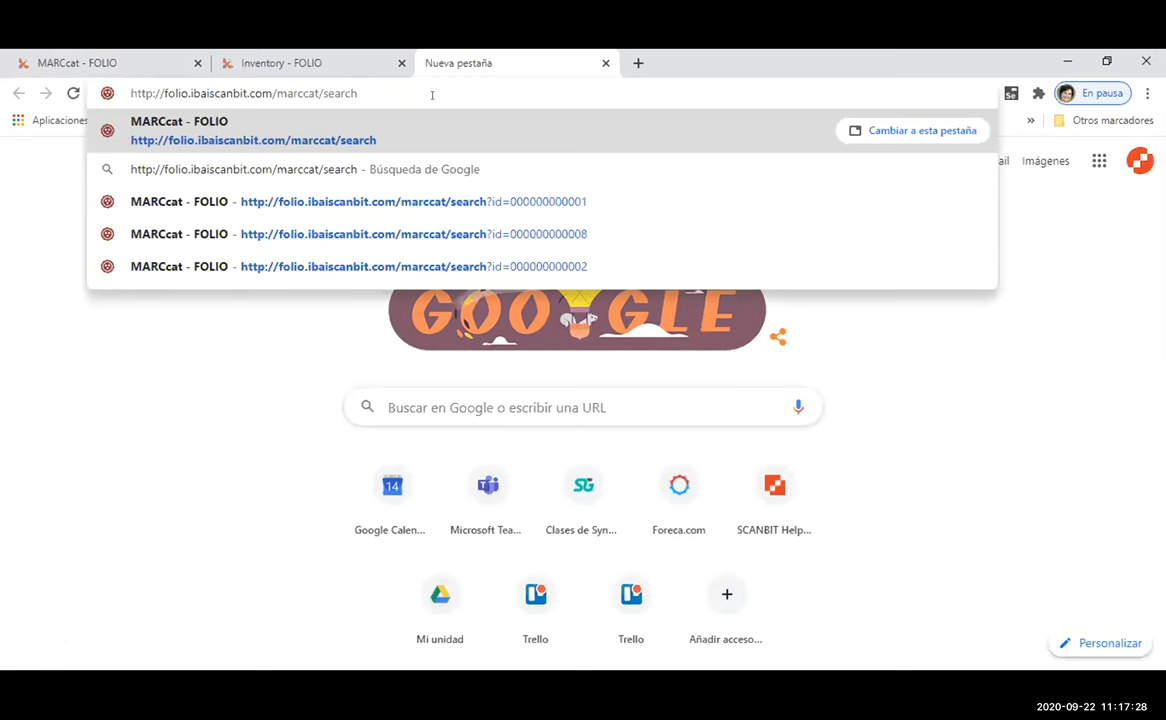 MARCcat - FOLIO
Inventory - FOLIO
Nueva pestaña
http://folio.ibaiscanbit.com/marccat/search
En pausa
Aplicaciones
Otros marcadores
MARCcat - FOLIO
http://folio.ibaiscanbit.com/marccat/search
Cambiar a esta pestaña
ail Imágenes
http://folio.ibaiscanbit.com/marccat/search - Búsqueda de Google
MARCcat - FOLIO - http://folio.ibaiscanbit.com/marccat/search?id=000000000001
MARCcat - FOLIO - http://folio.ibaiscanbit.com/marccat/search?id=000000000008
MARCcat - FOLIO - http://folio.ibaiscanbit.com/marccat/search?id=000000000002
GOOGLE
Buscar en Google o escribir una URL
14
SG
Google Calen...
Microsoft Tea...
Clases de Syn...
Foreca.com
SCANBIT Help...
Mi unidad
Trello
Trello
Añadir acceso...
Personalizar
2020-09-22 11:17:28